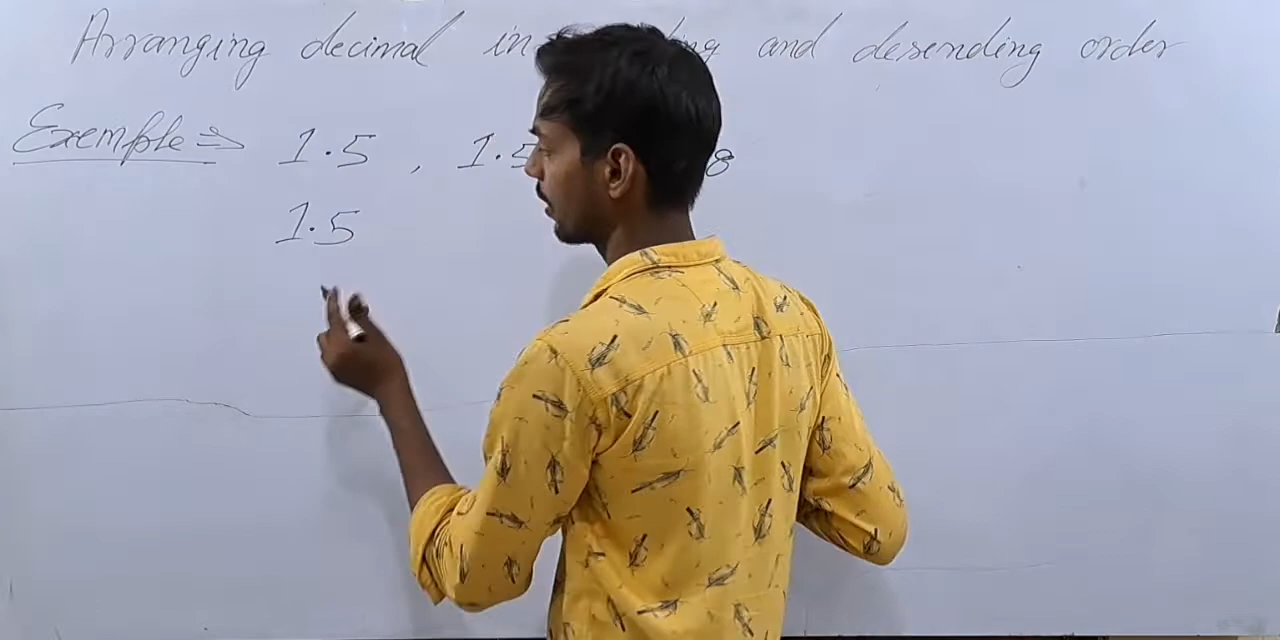 Arranging decimal in and desending order
Exemple ⇒ 1.5 , 1.5 8
1.5